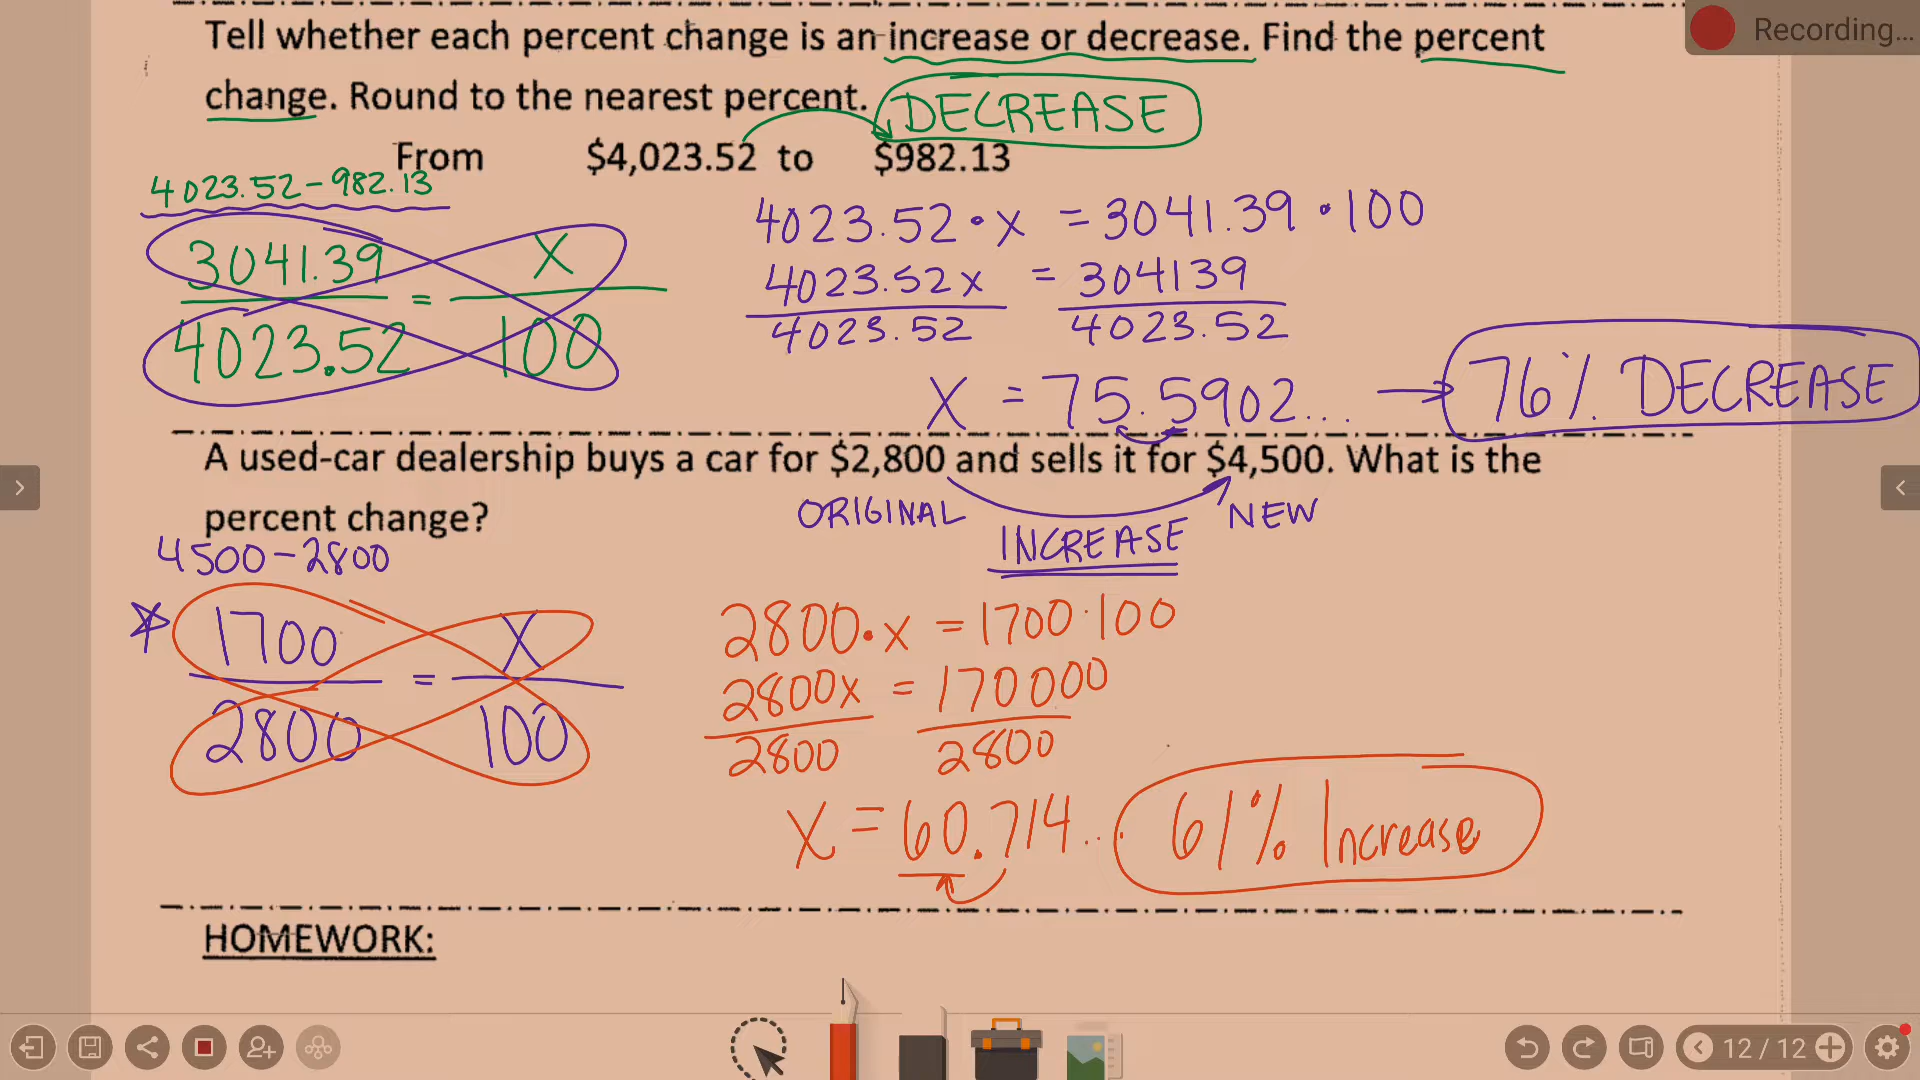 Recording...
Tell whether each percent change is an increase or decrease. Find the percent
change. Round to the nearest percent.
DECREASE
From $4,023.52 to $982.13
4023.52-982.13
3041.39
4023.52
=
X
100
4023.52·x = 3041.39·100
4023.52x = 304139
4023.52 4023.52
X = 75.5902...
76% DECREASE
A used-car dealership buys a car for $2,800 and sells it for $4,500. What is the
percent change?
ORIGINAL
INCREASE
NEW
4500-2800
1700
2800
=
X
100
2800·x = 1700·100
2800x = 170000
2800 2800
X = 60.714...
61% Increase
HOMEWORK:
12 / 12